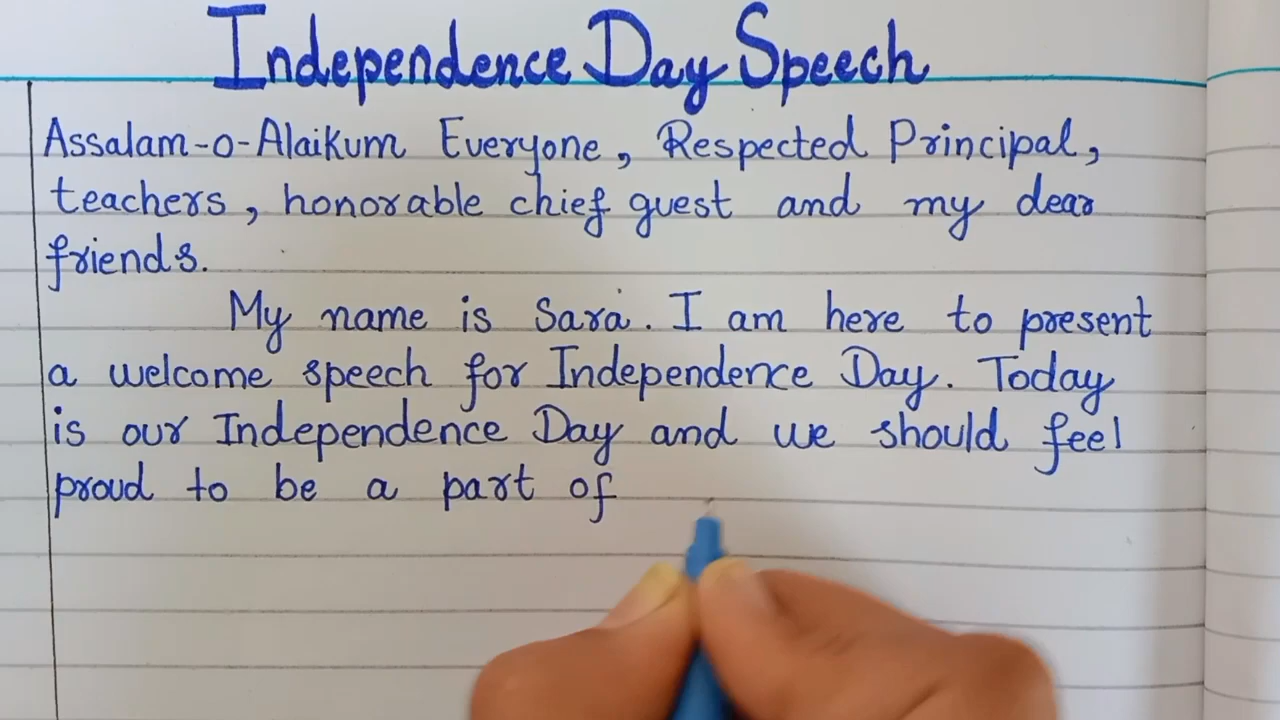 Independence Day Speech
Assalam-o-Alaikum Everyone, Respected Principal,
teachers, honorable chief guest and my dear
friends.
My name is Sara. I am here to present
a welcome speech for Independence Day. Today
is our Independence Day and we should feel
proud to be a part of